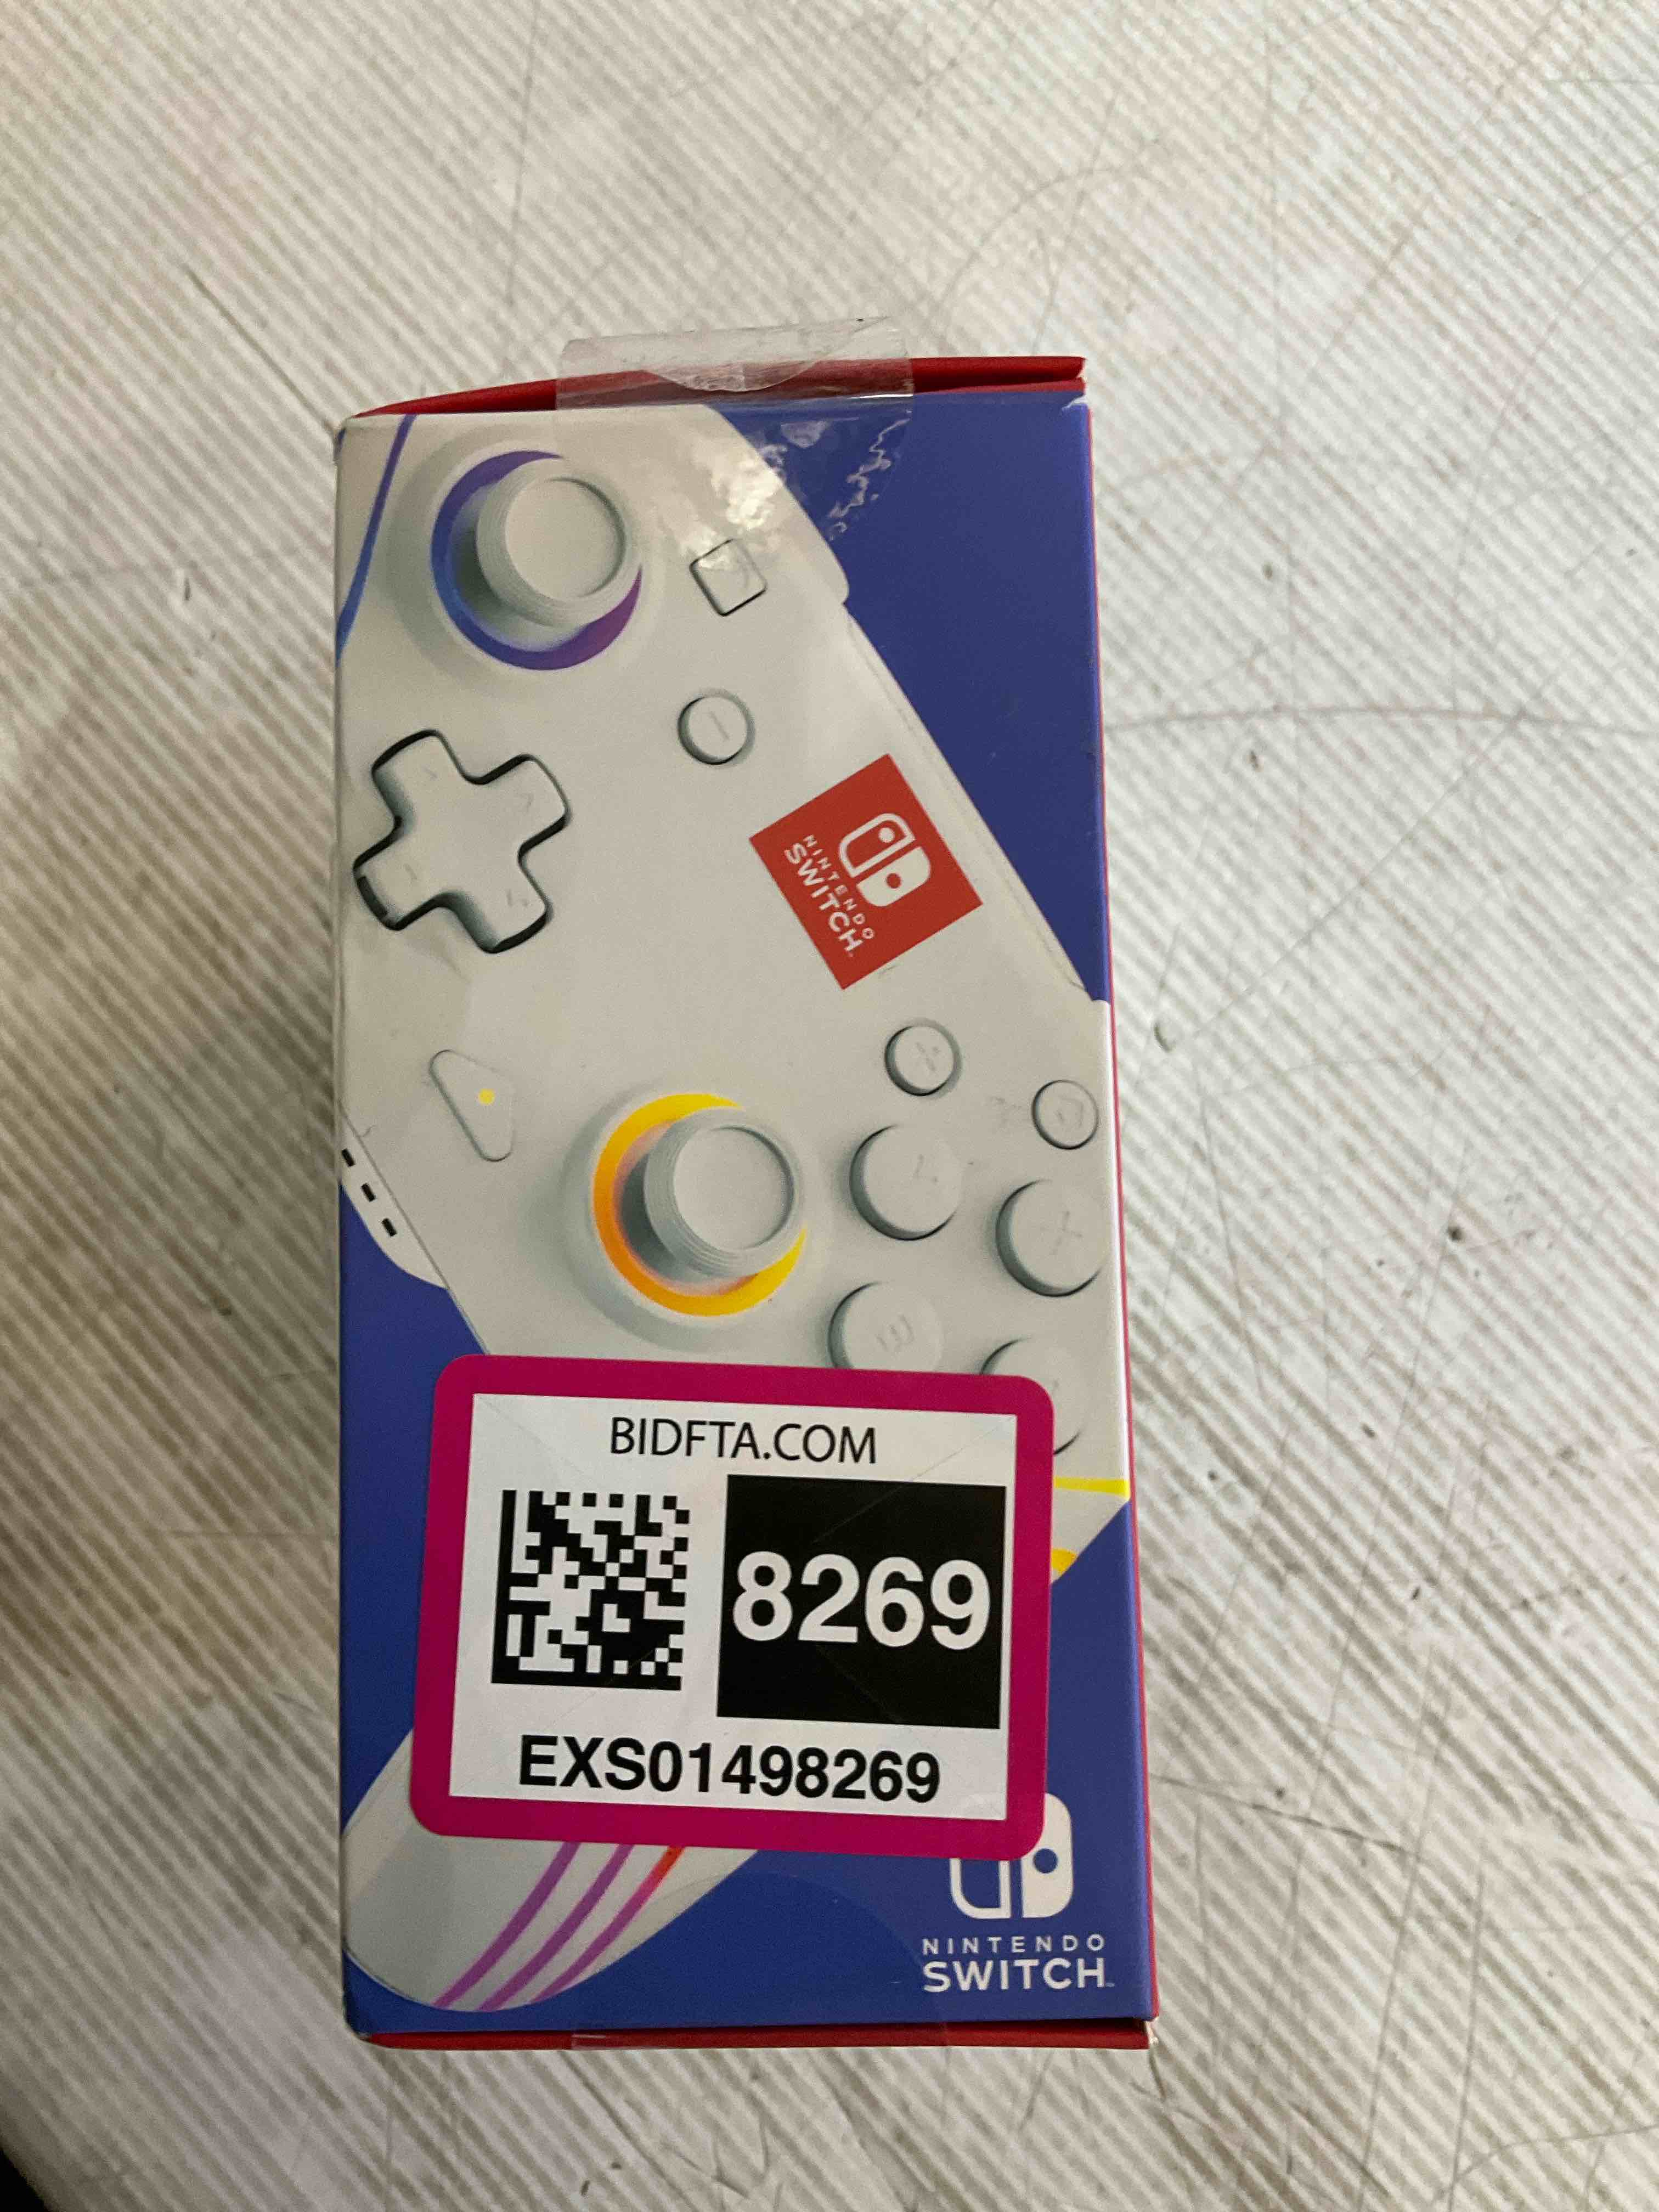 NINTENDO
SWITCH
BIDFTA.COM
8269
EXS01498269
NINTENDO
SWITCH